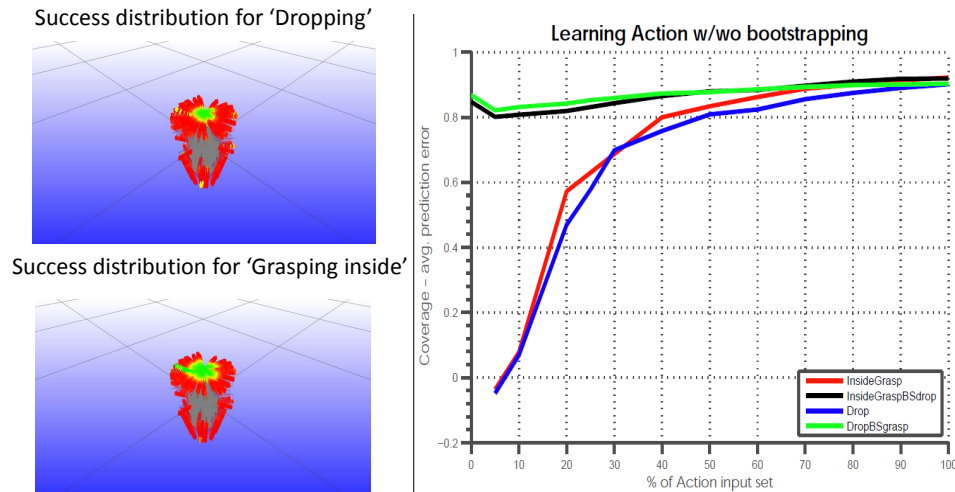 Success distribution for ‘Dropping’
Success distribution for ‘Grasping inside’
Learning Action w/wo bootstrapping
Coverage – avg. prediction error
1
0.8
0.6
0.4
0.2
0
−0.2
InsideGrasp
InsideGraspBSdrop
Drop
DropBSgrasp
0 10 20 30 40 50 60 70 80 90 100
% of Action input set